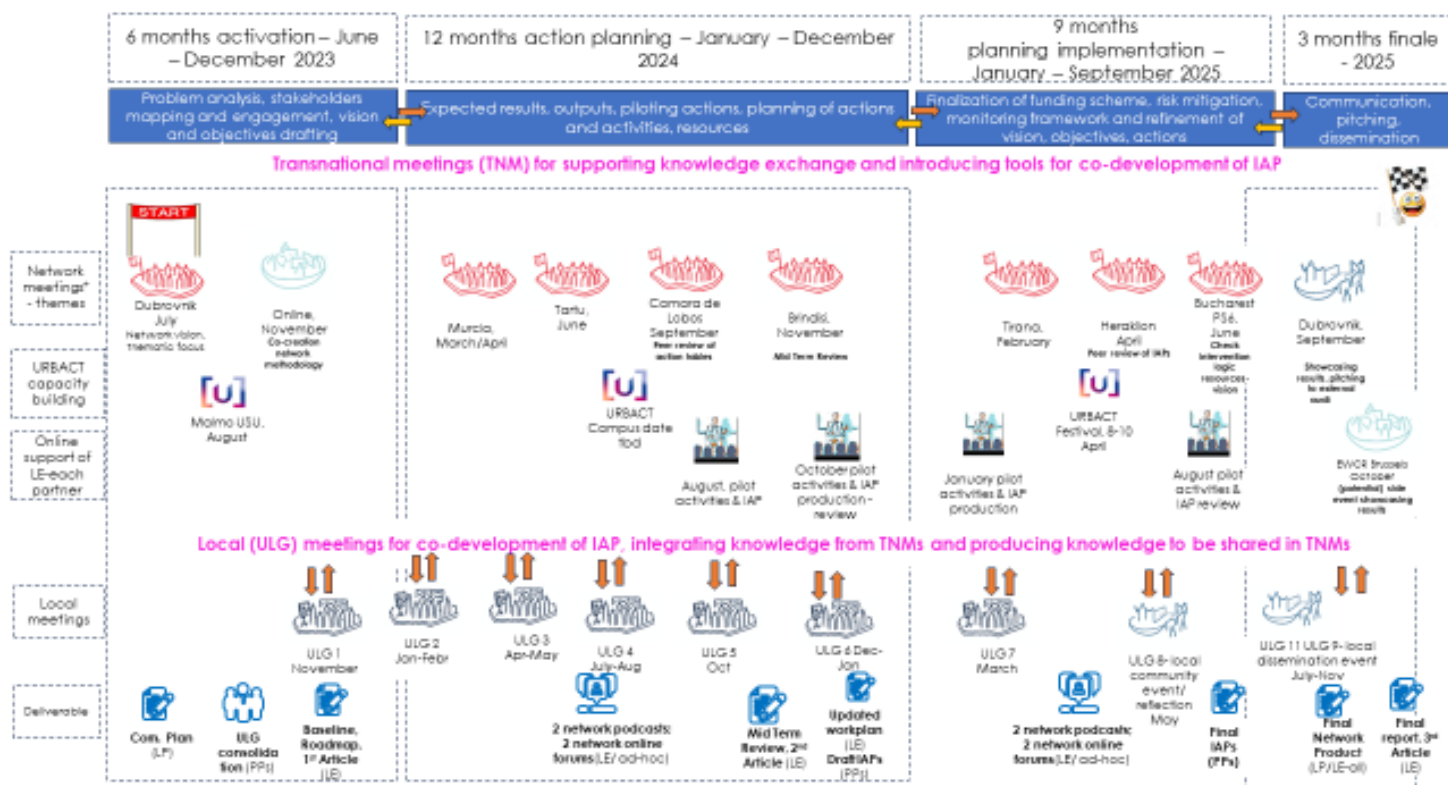 6 months activation – June
– December 2023
12 months action planning – January – December
2024
9 months
planning implementation –
January – September 2025
3 months finale
- 2025
Problem analysis, stakeholders
mapping and engagement, vision
and objectives drafting
Expected results, outputs, piloting actions, planning of actions
and activities, resources
Finalization of funding scheme, risk mitigation,
monitoring framework and refinement of
vision, objectives, actions
Communication,
pitching,
dissemination
Transnational meetings (TNM) for supporting knowledge exchange and introducing tools for co-development of IAP
START
Network
meetings*
- themes
Dubrovnik
July
Network vision,
thematic focus
Online,
November
Co-creation
network
methodology
Murcia,
March/April
Tartu,
June
Camara de
Lobos
September
Peer review of
action tables
Brindisi,
November
Mid Term Review
Tirana,
February
Heraklion
April
Peer review of IAPs
Bucharest
PS6,
June
Check
intervention
logic
resources-
vision
Dubrovnik,
September
Showcasing
results, pitching
to external
URBACT
capacity
building
[U]
Malmo USU,
August
[U]
URBACT
Campus date
tbd
[U]
URBACT
Festival, 8-10
April
Online
support of
LE-each
partner
August, pilot
activities & IAP
October pilot
activities & IAP
production -
review
January pilot
activities & IAP
production
August pilot
activities &
IAP review
EWCR Brussels
October
(potential) side
event showcasing
results
Local (ULG) meetings for co-development of IAP, integrating knowledge from TNMs and producing knowledge to be shared in TNMs
Local
meetings
ULG 1
November
ULG 2
Jan-Febr
ULG 3
Apr-May
ULG 4
July-Aug
ULG 5
Oct
ULG 6 Dec-
Jan
ULG 7
March
ULG 8- local
community
event/
reflection
May
ULG 11 ULG 9- local
dissemination event
July-Nov
Deliverable
Com. Plan
(LP)
ULG
consolida
tion (PPs)
Baseline,
Roadmap,
1st Article
(LE)
2 network podcasts;
2 network online
forums (LE/ ad-hoc)
Mid Term
Review, 2nd
Article (LE)
Updated
workplan
(LE)
Draft IAPs
(PPs)
2 network podcasts;
2 network online
forums (LE/ ad-hoc)
Final
IAPs
(PPs)
Final
Network
Product
(LP/LE-all)
Final
report, 3rd
Article
(LE)